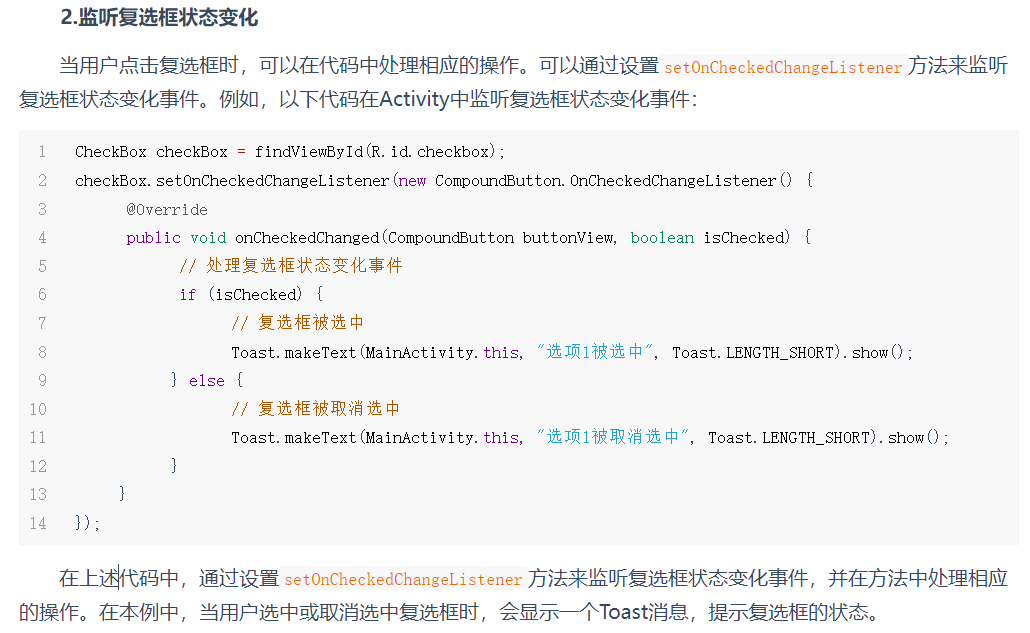 2.监听复选框状态变化
当用户点击复选框时，可以在代码中处理相应的操作。可以通过设置 setOnCheckedChangeListener 方法来监听
复选框状态变化事件。例如，以下代码在Activity中监听复选框状态变化事件：
1 CheckBox checkBox = findViewById(R.id.checkbox);
2 checkBox.setOnCheckedChangeListener(new CompoundButton.OnCheckedChangeListener() {
3 @Override
4 public void onCheckedChanged(CompoundButton buttonView, boolean isChecked) {
5 // 处理复选框状态变化事件
6 if (isChecked) {
7 // 复选框被选中
8 Toast.makeText(MainActivity.this, "选项1被选中", Toast.LENGTH_SHORT).show();
9 } else {
10 // 复选框被取消选中
11 Toast.makeText(MainActivity.this, "选项1被取消选中", Toast.LENGTH_SHORT).show();
12 }
13 }
14 });
在上述代码中，通过设置 setOnCheckedChangeListener 方法来监听复选框状态变化事件，并在方法中处理相应
的操作。在本例中，当用户选中或取消选中复选框时，会显示一个Toast消息，提示复选框的状态。